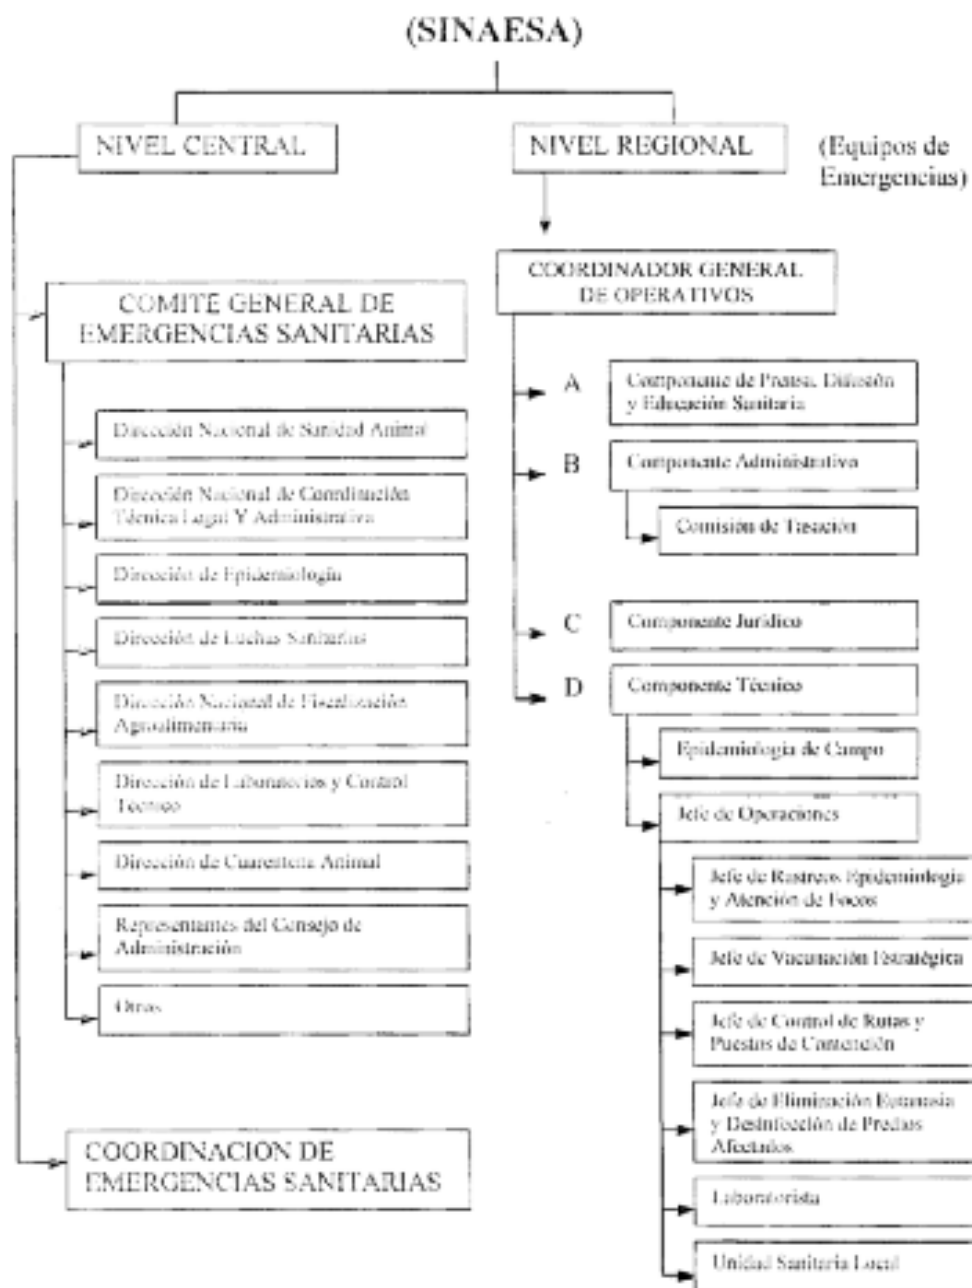 (SINAESA)
NIVEL CENTRAL
NIVEL REGIONAL
(Equipos de
Emergencias)
COMITE GENERAL DE
EMERGENCIAS SANITARIAS
Dirección Nacional de Sanidad Animal
Dirección Nacional de Coordinación
Técnica Legal Y Administrativa
Dirección de Epidemiología
Dirección de Luchas Sanitarias
Dirección Nacional de Fiscalización
Agroalimentaria
Dirección de Laboratorios y Control
Técnico
Dirección de Cuarentena Animal
Representantes del Consejo de
Administración
Otros
COORDINACION DE
EMERGENCIAS SANITARIAS
COORDINADOR GENERAL
DE OPERATIVOS
A
Componente de Prensa, Difusión
y Educación Sanitaria
B
Componente Administrativo
Comisión de Tasación
C
Componente Jurídico
D
Componente Técnico
Epidemiología de Campo
Jefe de Operaciones
Jefe de Rastreos Epidemiología
y Atención de Focos
Jefe de Vacunación Estratégica
Jefe de Control de Rutas y
Puestos de Contención
Jefe de Eliminación Eutanasia
y Desinfección de Predios
Afectados
Laboratorista
Unidad Sanitaria Local